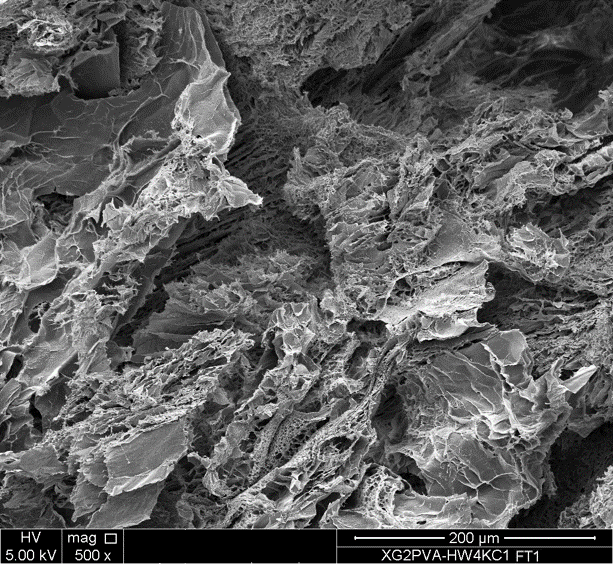 HV
5.00 kV
mag
500 x
200 µm
XG2PVA-HW4KC1 FT1